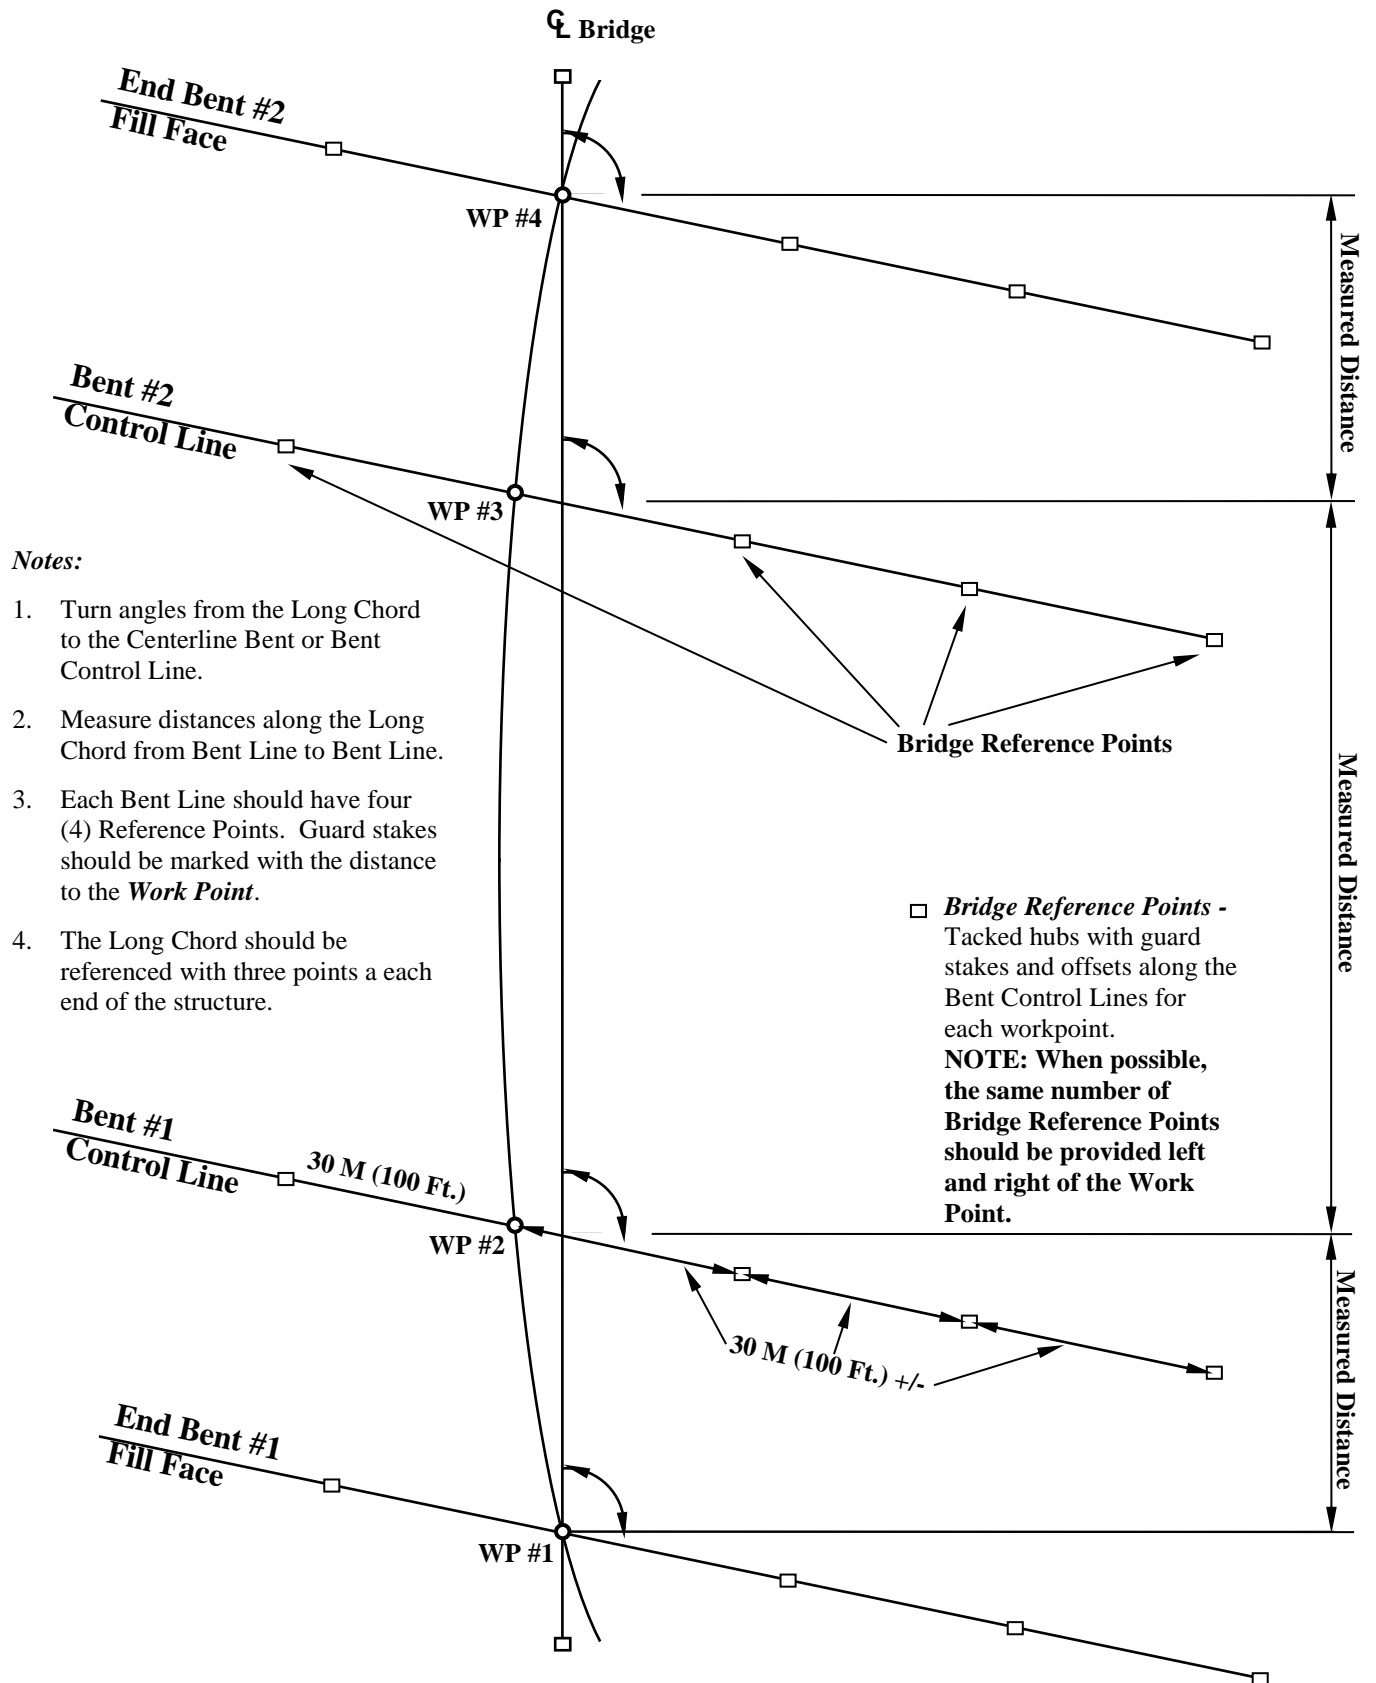 ℄ Bridge
End Bent #2
Fill Face
WP #4
Measured Distance
Bent #2
Control Line
WP #3
Notes:
1. Turn angles from the Long Chord
to the Centerline Bent or Bent
Control Line.
2. Measure distances along the Long
Chord from Bent Line to Bent Line.
3. Each Bent Line should have four
(4) Reference Points. Guard stakes
should be marked with the distance
to the Work Point.
4. The Long Chord should be
referenced with three points a each
end of the structure.
Bridge Reference Points
Measured Distance
Bridge Reference Points -
Tacked hubs with guard
stakes and offsets along the
Bent Control Lines for
each workpoint.
NOTE: When possible,
the same number of
Bridge Reference Points
should be provided left
and right of the Work
Point.
Bent #1
Control Line
30 M (100 Ft.)
WP #2
30 M (100 Ft.) +/-
Measured Distance
End Bent #1
Fill Face
WP #1